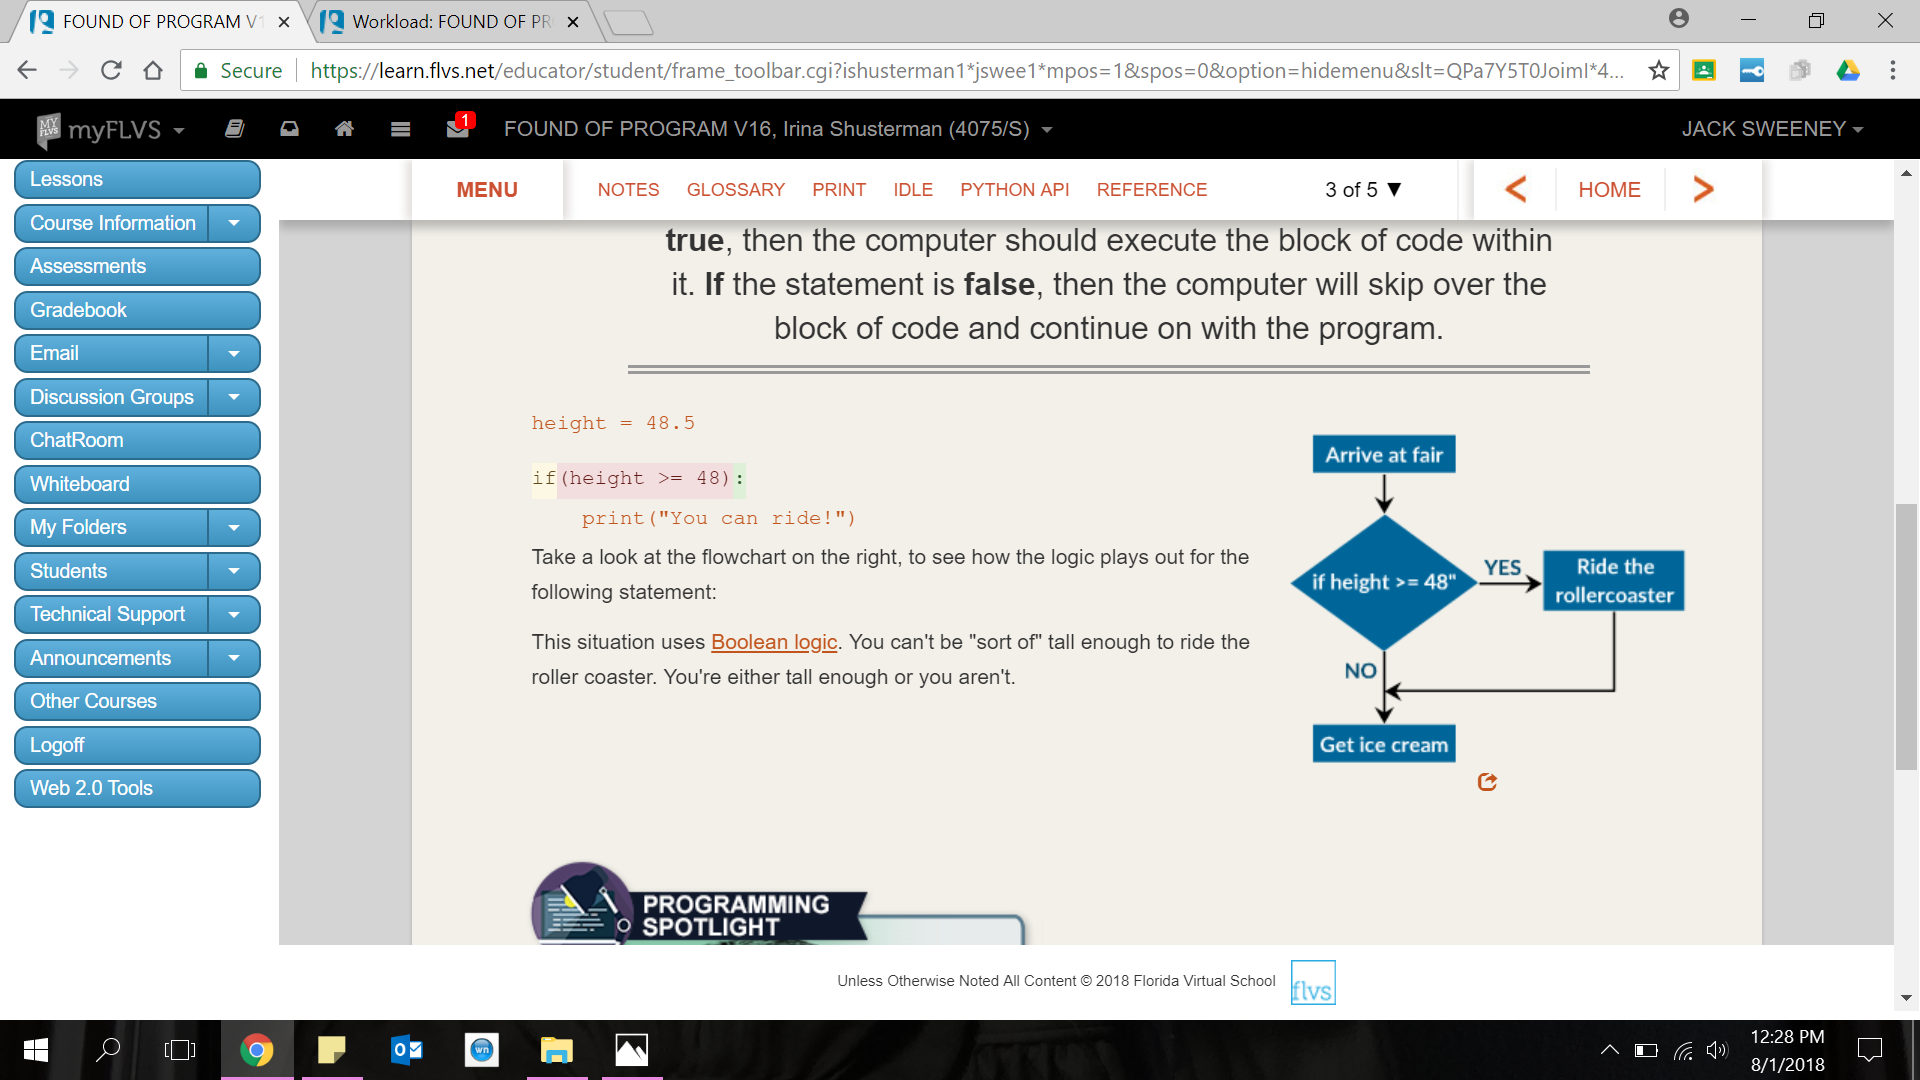 FOUND OF PROGRAM V1
Workload: FOUND OF PR
Secure
https://learn.flvs.net/educator/student/frame_toolbar.cgi?ishusterman1*jswee1*mpos=1&spos=0&option=hidemenu&slt=QPa7Y5T0JoimI*4...
MY FLVS
myFLVS
1
FOUND OF PROGRAM V16, Irina Shusterman (4075/S)
JACK SWEENEY
Lessons
Course Information
Assessments
Gradebook
Email
Discussion Groups
ChatRoom
Whiteboard
My Folders
Students
Technical Support
Announcements
Other Courses
Logoff
Web 2.0 Tools
MENU
NOTES
GLOSSARY
PRINT
IDLE
PYTHON API
REFERENCE
3 of 5 ▼
HOME
true, then the computer should execute the block of code within
it. If the statement is false, then the computer will skip over the
block of code and continue on with the program.
height = 48.5
if(height >= 48):
print("You can ride!")
Take a look at the flowchart on the right, to see how the logic plays out for the
following statement:
This situation uses Boolean logic. You can't be "sort of" tall enough to ride the
roller coaster. You're either tall enough or you aren't.
Arrive at fair
if height >= 48"
YES
Ride the
rollercoaster
NO
Get ice cream
PROGRAMMING
SPOTLIGHT
Unless Otherwise Noted All Content © 2018 Florida Virtual School
flvs
wn
12:28 PM
8/1/2018